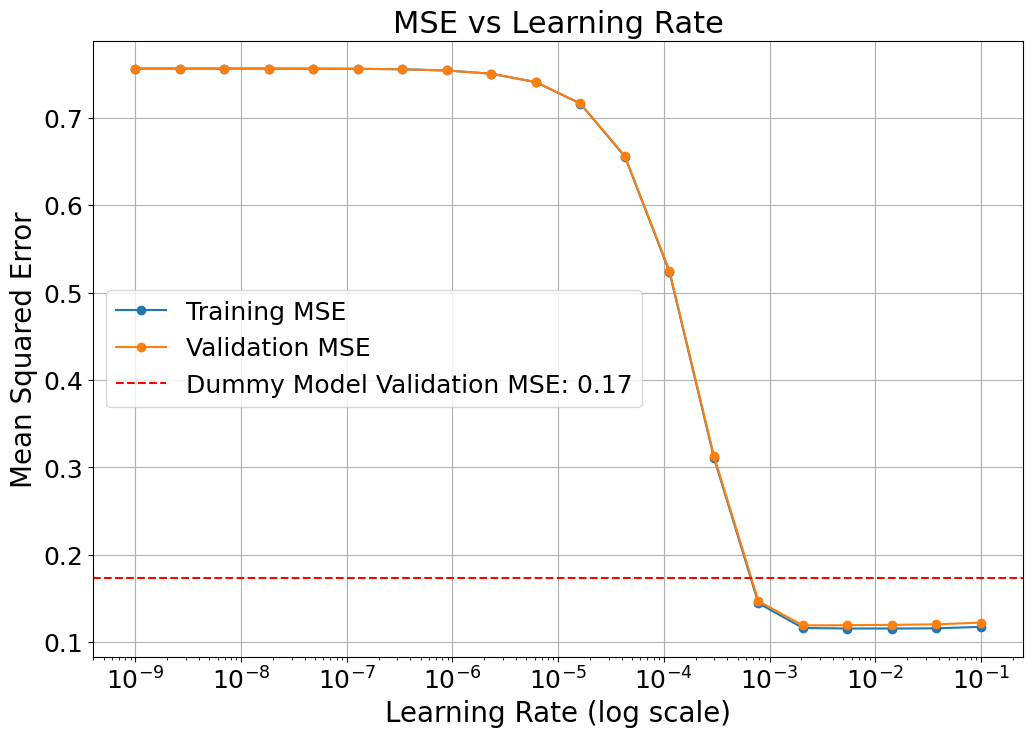 MSE vs Learning Rate
Mean Squared Error
0.7
0.6
0.5
0.4
0.3
0.2
0.1
Training MSE
Validation MSE
Dummy Model Validation MSE: 0.17
10⁻⁹ 10⁻⁸ 10⁻⁷ 10⁻⁶ 10⁻⁵ 10⁻⁴ 10⁻³ 10⁻² 10⁻¹
Learning Rate (log scale)